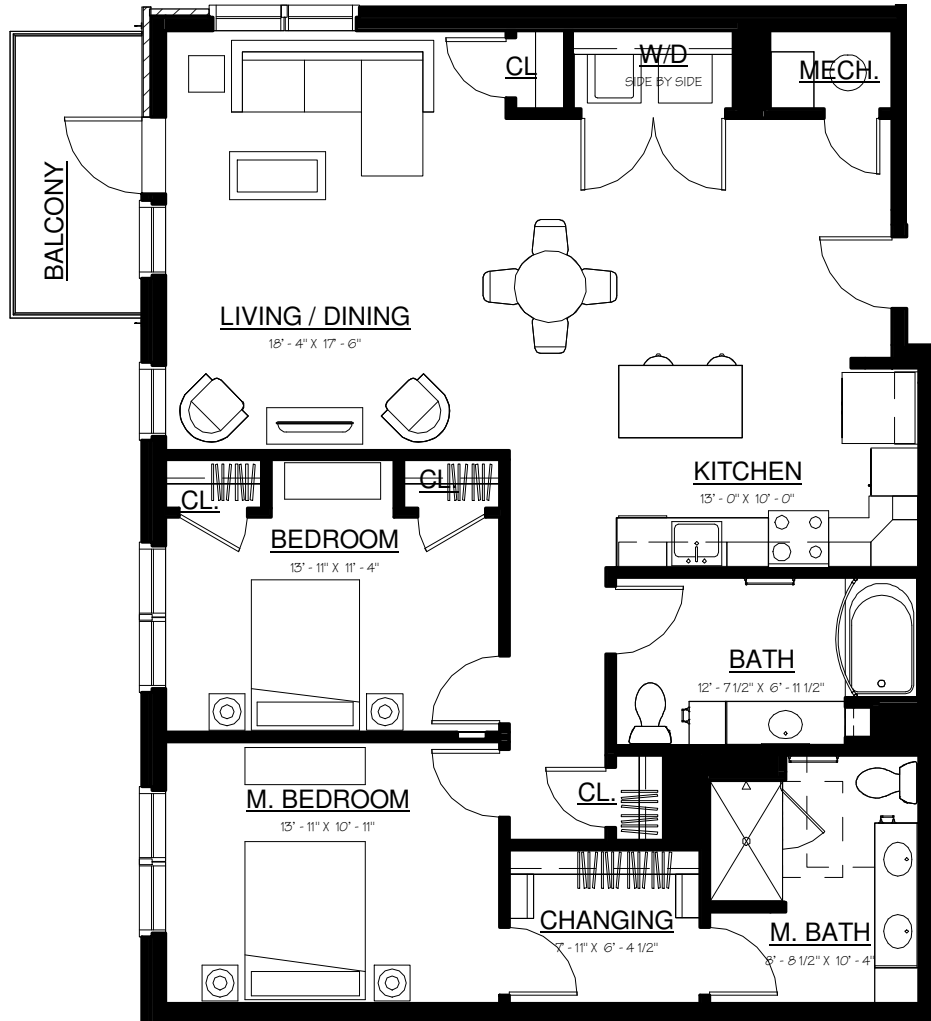 CL
W/D
SIDE BY SIDE
MECH.
BALCONY
LIVING / DINING
18' - 4" X 17' - 6"
KITCHEN
13' - 0" X 10' - 0"
CL.
CL.
BEDROOM
13' - 11" X 11' - 4"
BATH
12' - 7 1/2" X 6' - 11 1/2"
M. BEDROOM
13' - 11" X 10' - 11"
CL.
CHANGING
7' - 11" X 6' - 4 1/2"
M. BATH
8' - 8 1/2" X 10' - 4"